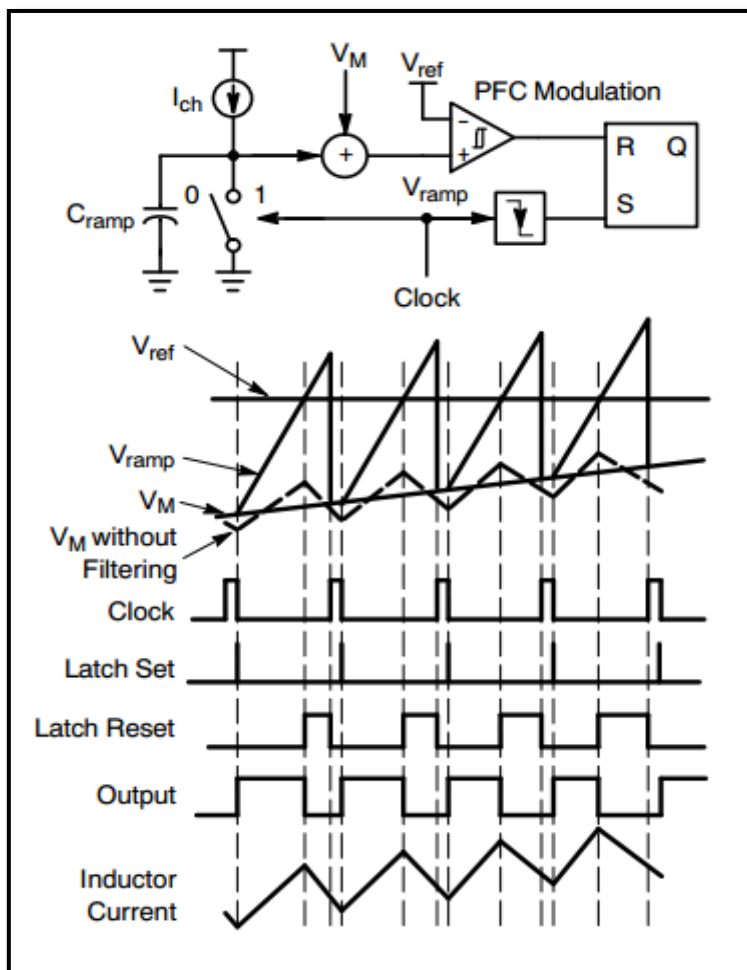 V_M
V_ref
PFC Modulation
I_ch
−
+
+
R Q
0 1
V_ramp
S
C_ramp
Clock
V_ref
V_ramp
V_M
V_M without
Filtering
Clock
Latch Set
Latch Reset
Output
Inductor
Current